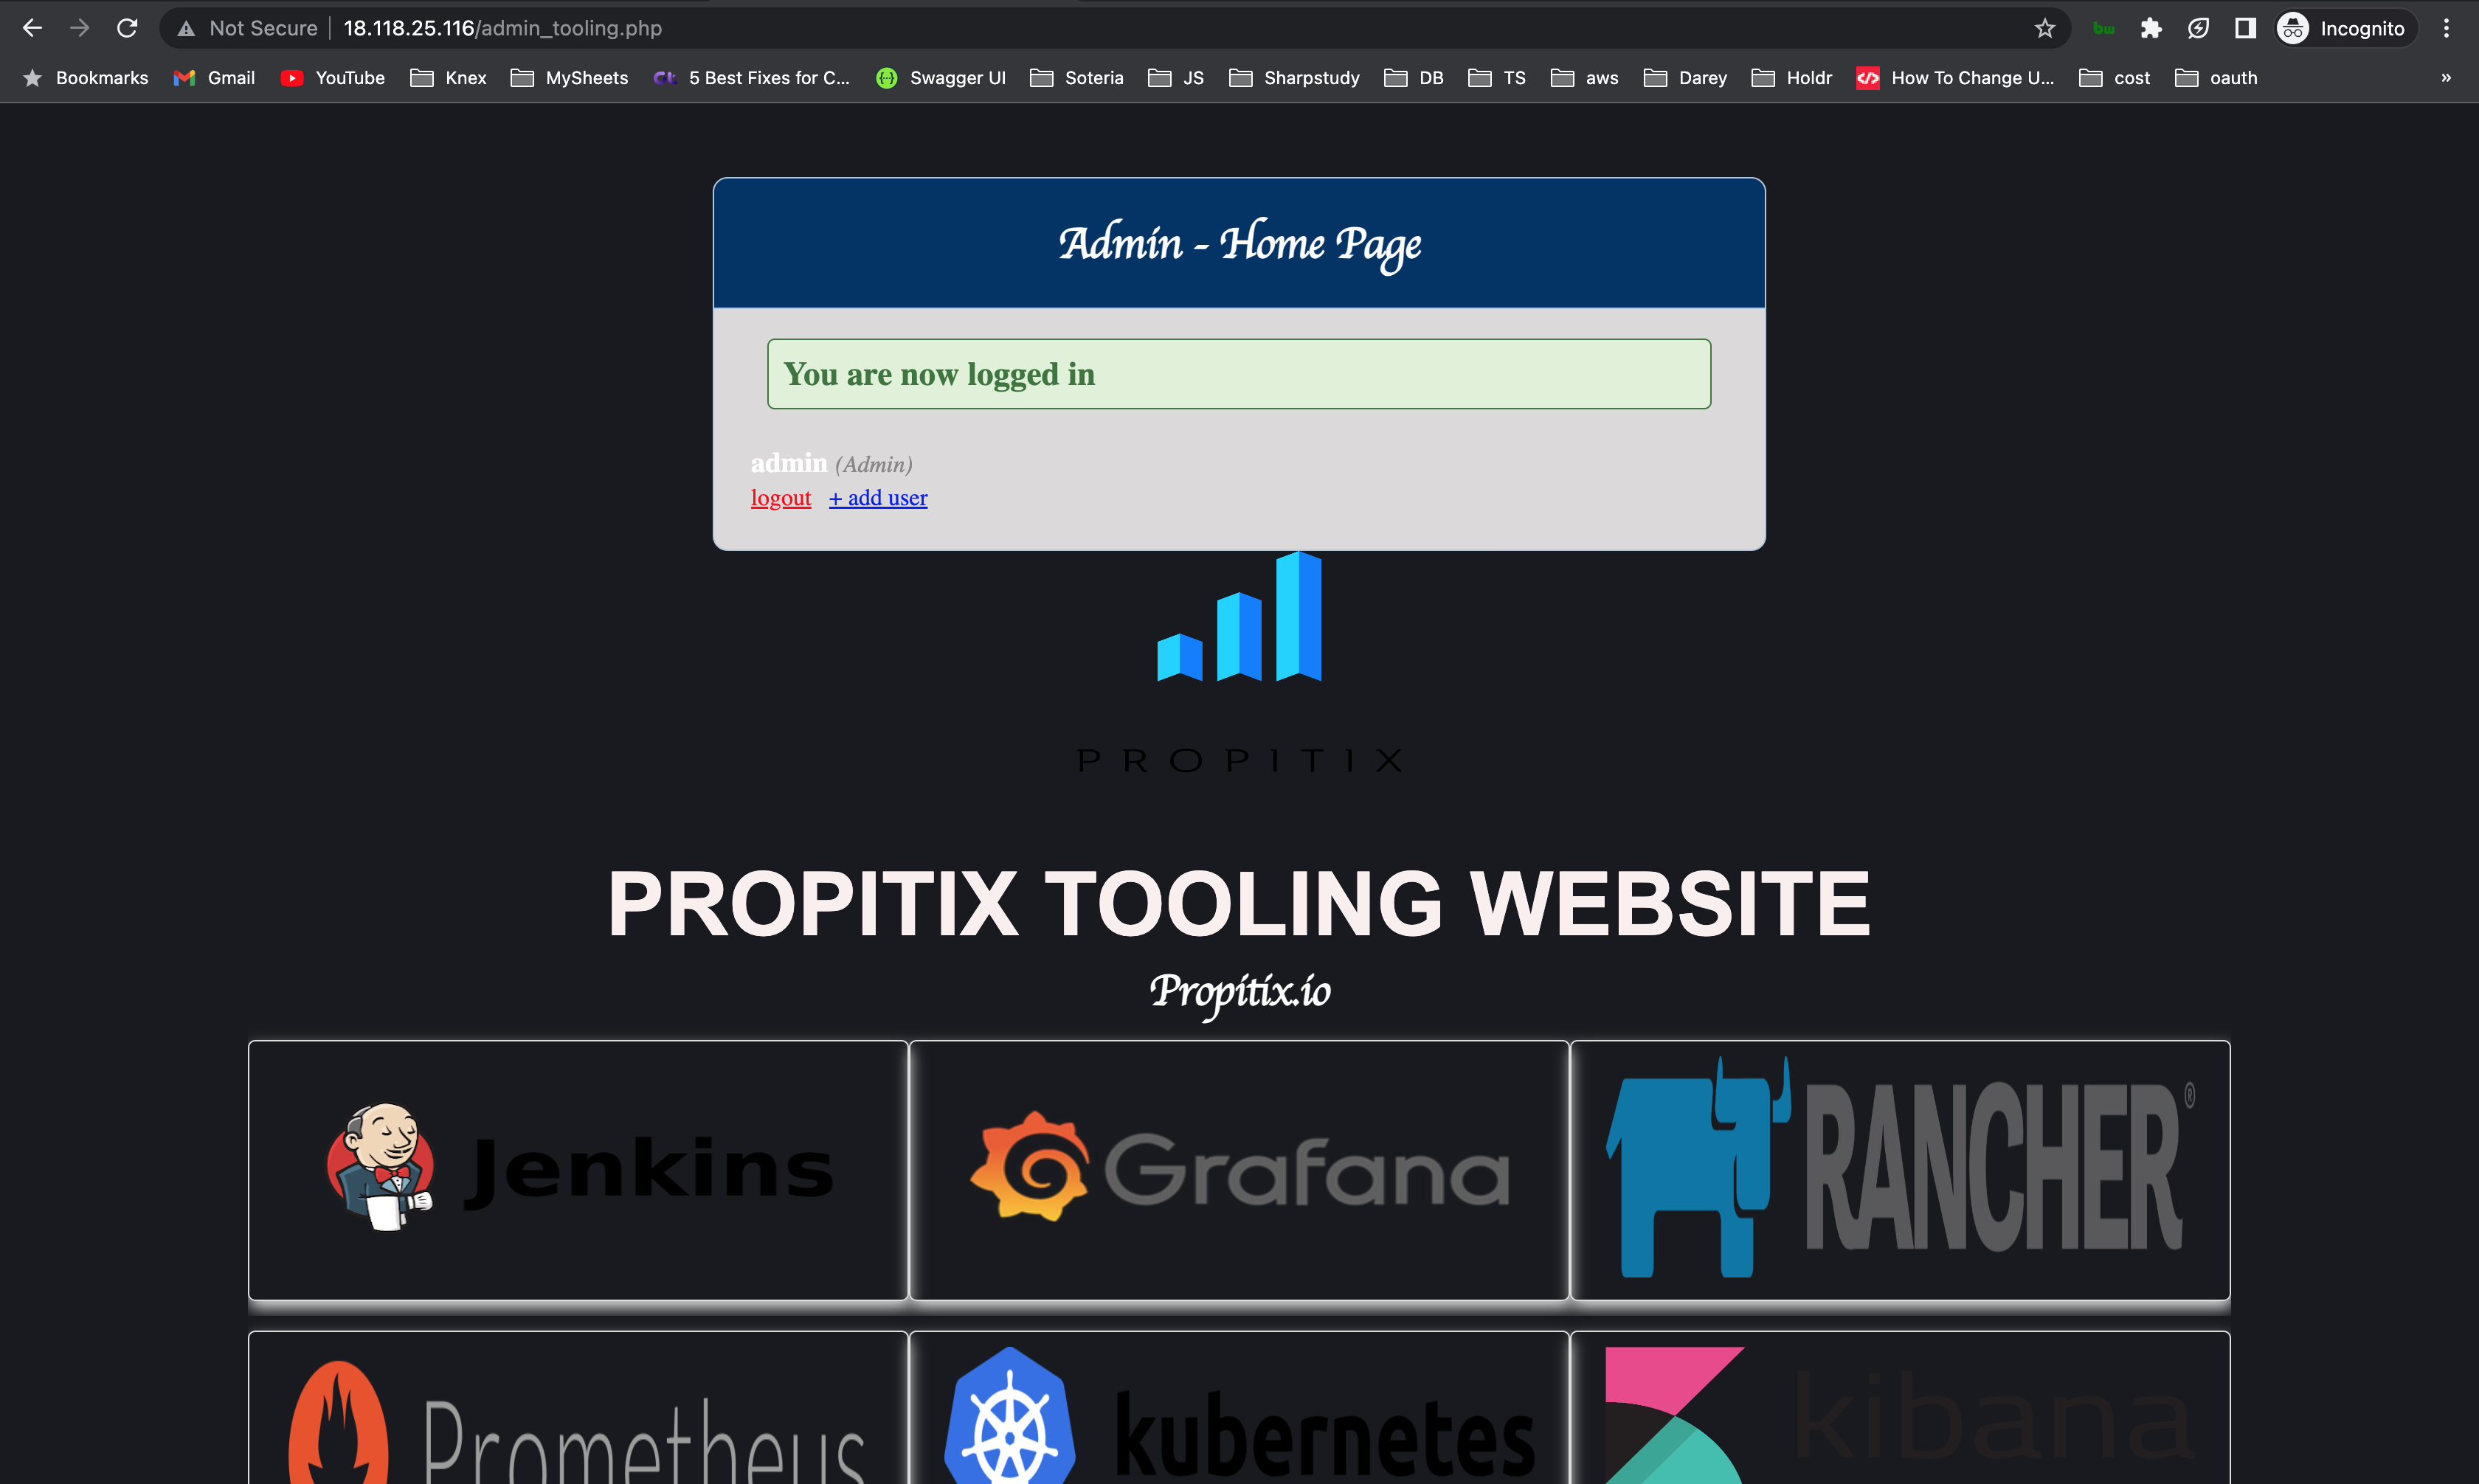 Not Secure 18.118.25.116/admin_tooling.php bw Incognito
Bookmarks Gmail YouTube Knex MySheets 5 Best Fixes for C... Swagger UI Soteria JS Sharpstudy DB TS aws Darey Holdr How To Change U... cost oauth »
Admin - Home Page
You are now logged in
admin (Admin)
logout + add user
PROPITIX
PROPITIX TOOLING WEBSITE
Propitix.io
Jenkins Grafana RANCHER®
Prometheus kubernetes kibana